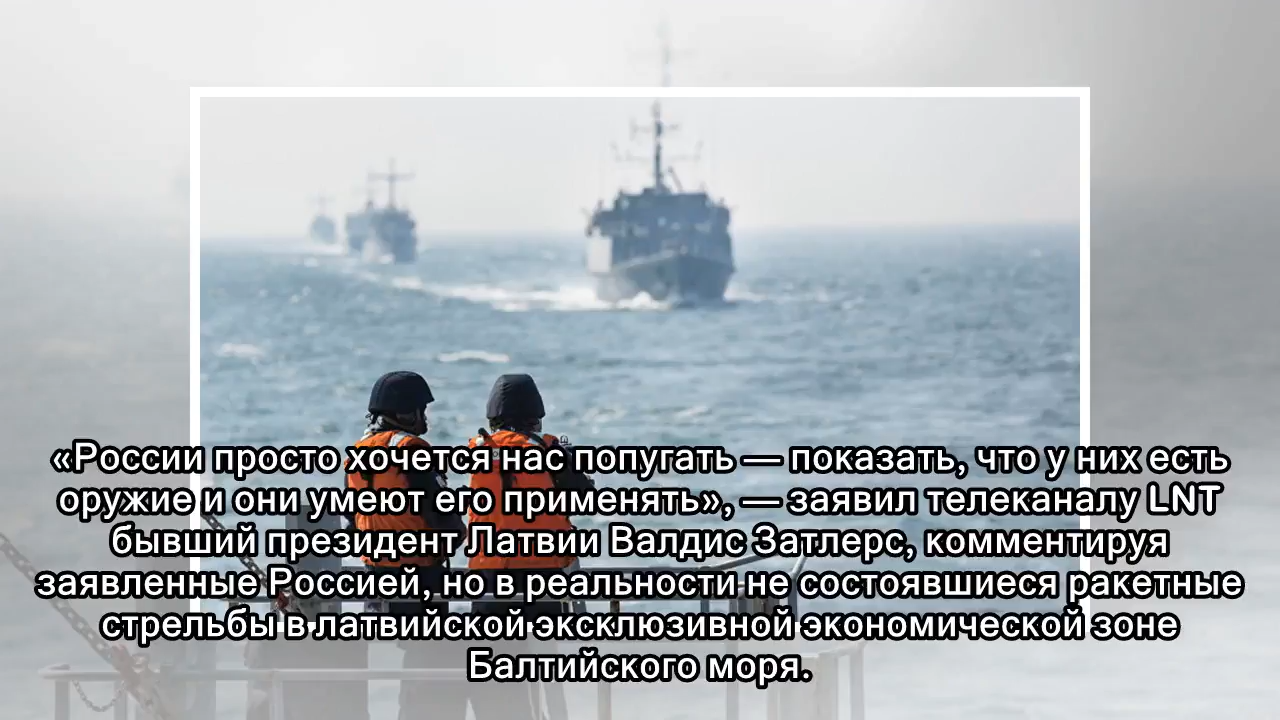 «России просто хочется нас попугать — показать, что у них есть
оружие и они умеют его применять», — заявил телеканалу LNT
бывший президент Латвии Валдис Затлерс, комментируя
заявленные Россией, но в реальности не состоявшиеся ракетные
стрельбы в латвийской эксклюзивной экономической зоне
Балтийского моря.